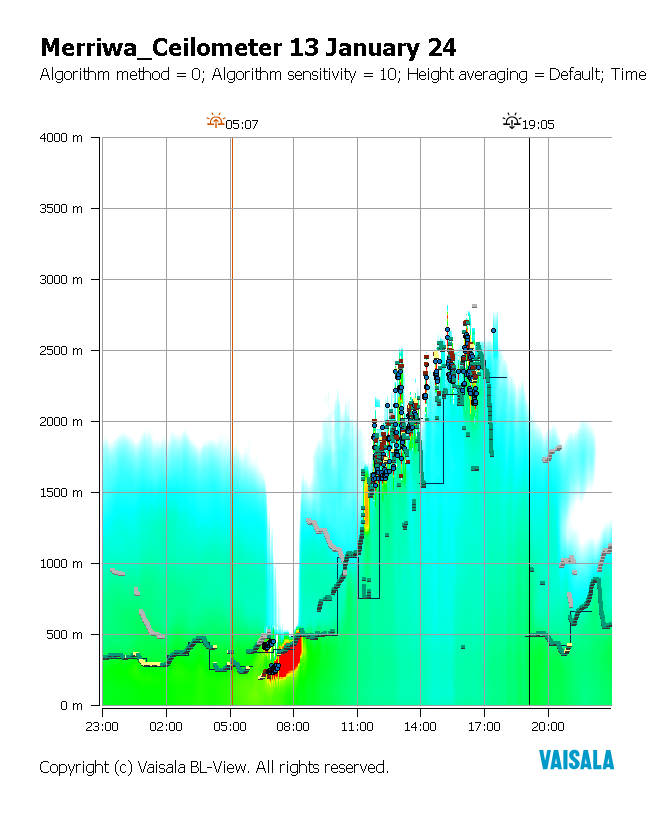 Merriwa_Ceilometer 13 January 24
Algorithm method = 0; Algorithm sensitivity = 10; Height averaging = Default; Time
05:07 19:05
4000 m
3500 m
3000 m
2500 m
2000 m
1500 m
1000 m
500 m
0 m
23:00 02:00 05:00 08:00 11:00 14:00 17:00 20:00
VAISALA
Copyright (c) Vaisala BL-View. All rights reserved.